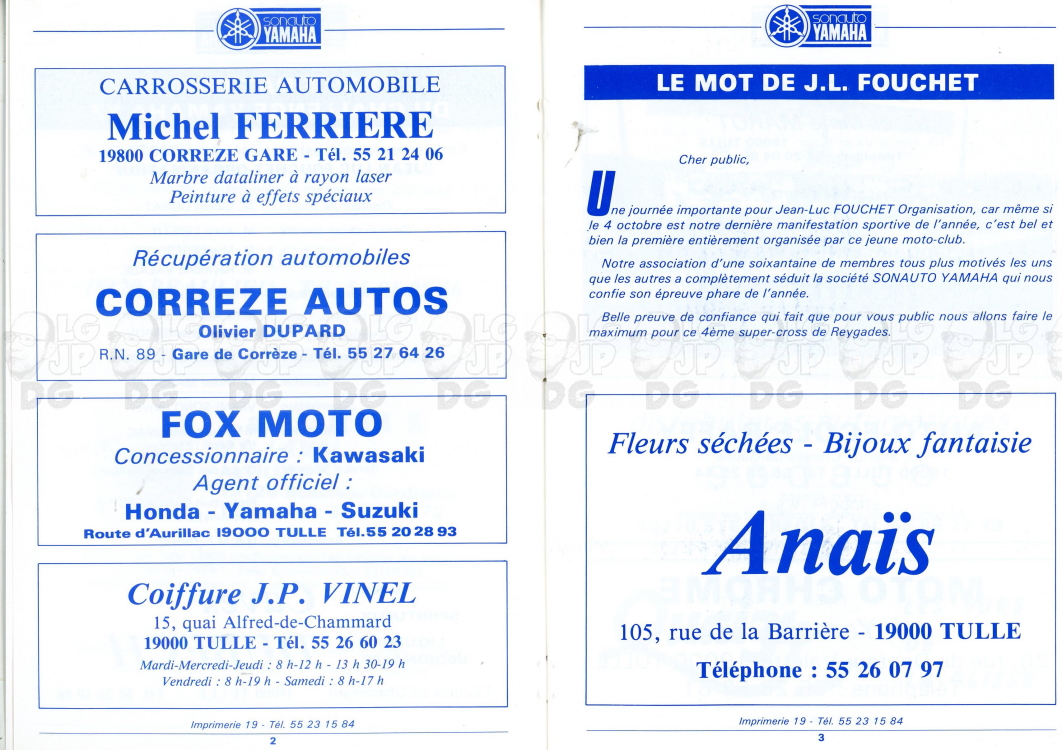 sonauto
YAMAHA
CARROSSERIE AUTOMOBILE
Michel FERRIERE
19800 CORREZE GARE - Tél. 55 21 24 06
Marbre dataliner à rayon laser
Peinture à effets spéciaux
Récupération automobiles
CORREZE AUTOS
Olivier DUPARD
R.N. 89 - Gare de Corrèze - Tél. 55 27 64 26
FOX MOTO
Concessionnaire : Kawasaki
Agent officiel :
Honda - Yamaha - Suzuki
Route d'Aurillac 19000 TULLE Tél.55 20 28 93
Coiffure J.P. VINEL
15, quai Alfred-de-Chammard
19000 TULLE - Tél. 55 26 60 23
Mardi-Mercredi-Jeudi : 8 h-12 h - 13 h 30-19 h
Vendredi : 8 h-19 h - Samedi : 8 h-17 h
Imprimerie 19 - Tél. 55 23 15 84
2
sonauto
YAMAHA
LE MOT DE J.L. FOUCHET
Cher public,
Une journée importante pour Jean-Luc FOUCHET Organisation, car même si
le 4 octobre est notre dernière manifestation sportive de l'année, c'est bel et
bien la première entièrement organisée par ce jeune moto-club.
Notre association d'une soixantaine de membres tous plus motivés les uns
que les autres a complètement séduit la société SONAUTO YAMAHA qui nous
confie son épreuve phare de l'année.
Belle preuve de confiance qui fait que pour vous public nous allons faire le
maximum pour ce 4ème super-cross de Reygades.
Fleurs séchées - Bijoux fantaisie
Anaïs
105, rue de la Barrière - 19000 TULLE
Téléphone : 55 26 07 97
Imprimerie 19 - Tél. 55 23 15 84
3
LG
JP
DG